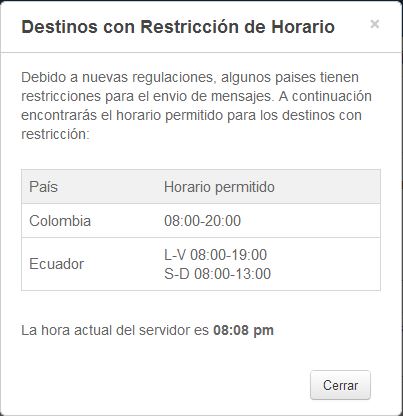 Destinos con Restricción de Horario ×
Debido a nuevas regulaciones, algunos paises tienen
restricciones para el envio de mensajes. A continuación
encontrarás el horario permitido para los destinos con
restricción:
País Horario permitido
Colombia 08:00-20:00
Ecuador L-V 08:00-19:00
S-D 08:00-13:00
La hora actual del servidor es 08:08 pm
Cerrar